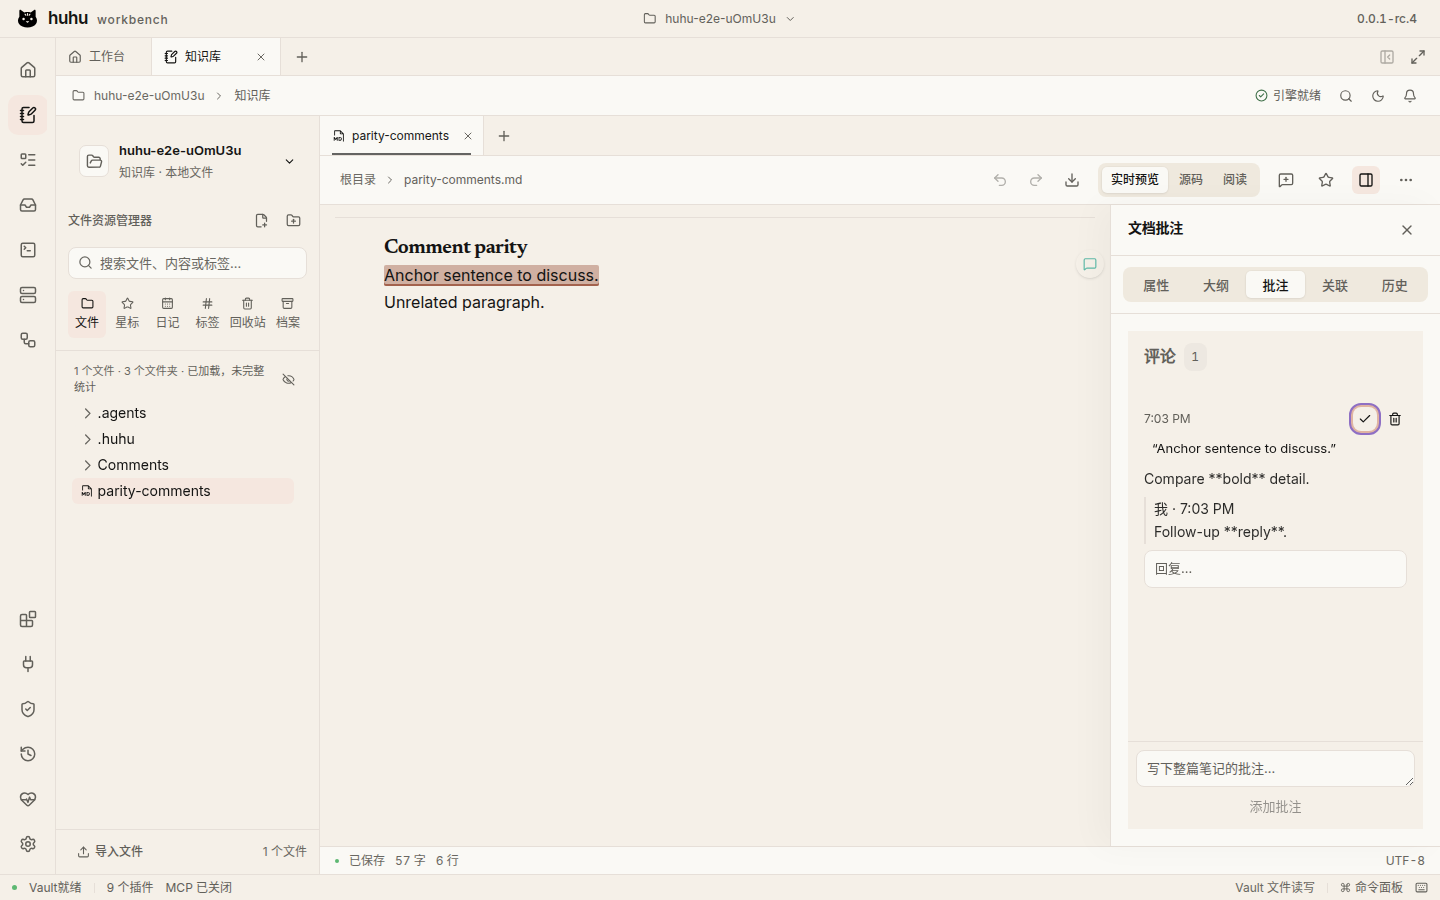 huhu workbench
huhu-e2e-uOmU3u
0.0.1-rc.4
工作台
知识库
huhu-e2e-uOmU3u
知识库
引擎就绪
huhu-e2e-uOmU3u
知识库 · 本地文件
文件资源管理器
搜索文件、内容或标签...
文件
星标
日记
标签
回收站
档案
1 个文件 · 3 个文件夹 · 已加载，未完整
统计
.agents
.huhu
Comments
parity-comments
导入文件
1 个文件
parity-comments
根目录
parity-comments.md
实时预览
源码
阅读
Comment parity
Anchor sentence to discuss.
Unrelated paragraph.
文档批注
属性
大纲
批注
关联
历史
评论
1
7:03 PM
“Anchor sentence to discuss.”
Compare **bold** detail.
我 · 7:03 PM
Follow-up **reply**.
回复...
写下整篇笔记的批注...
添加批注
已保存 57 字 6 行
UTF-8
Vault就绪
9 个插件
MCP 已关闭
Vault 文件读写
⌘ 命令面板